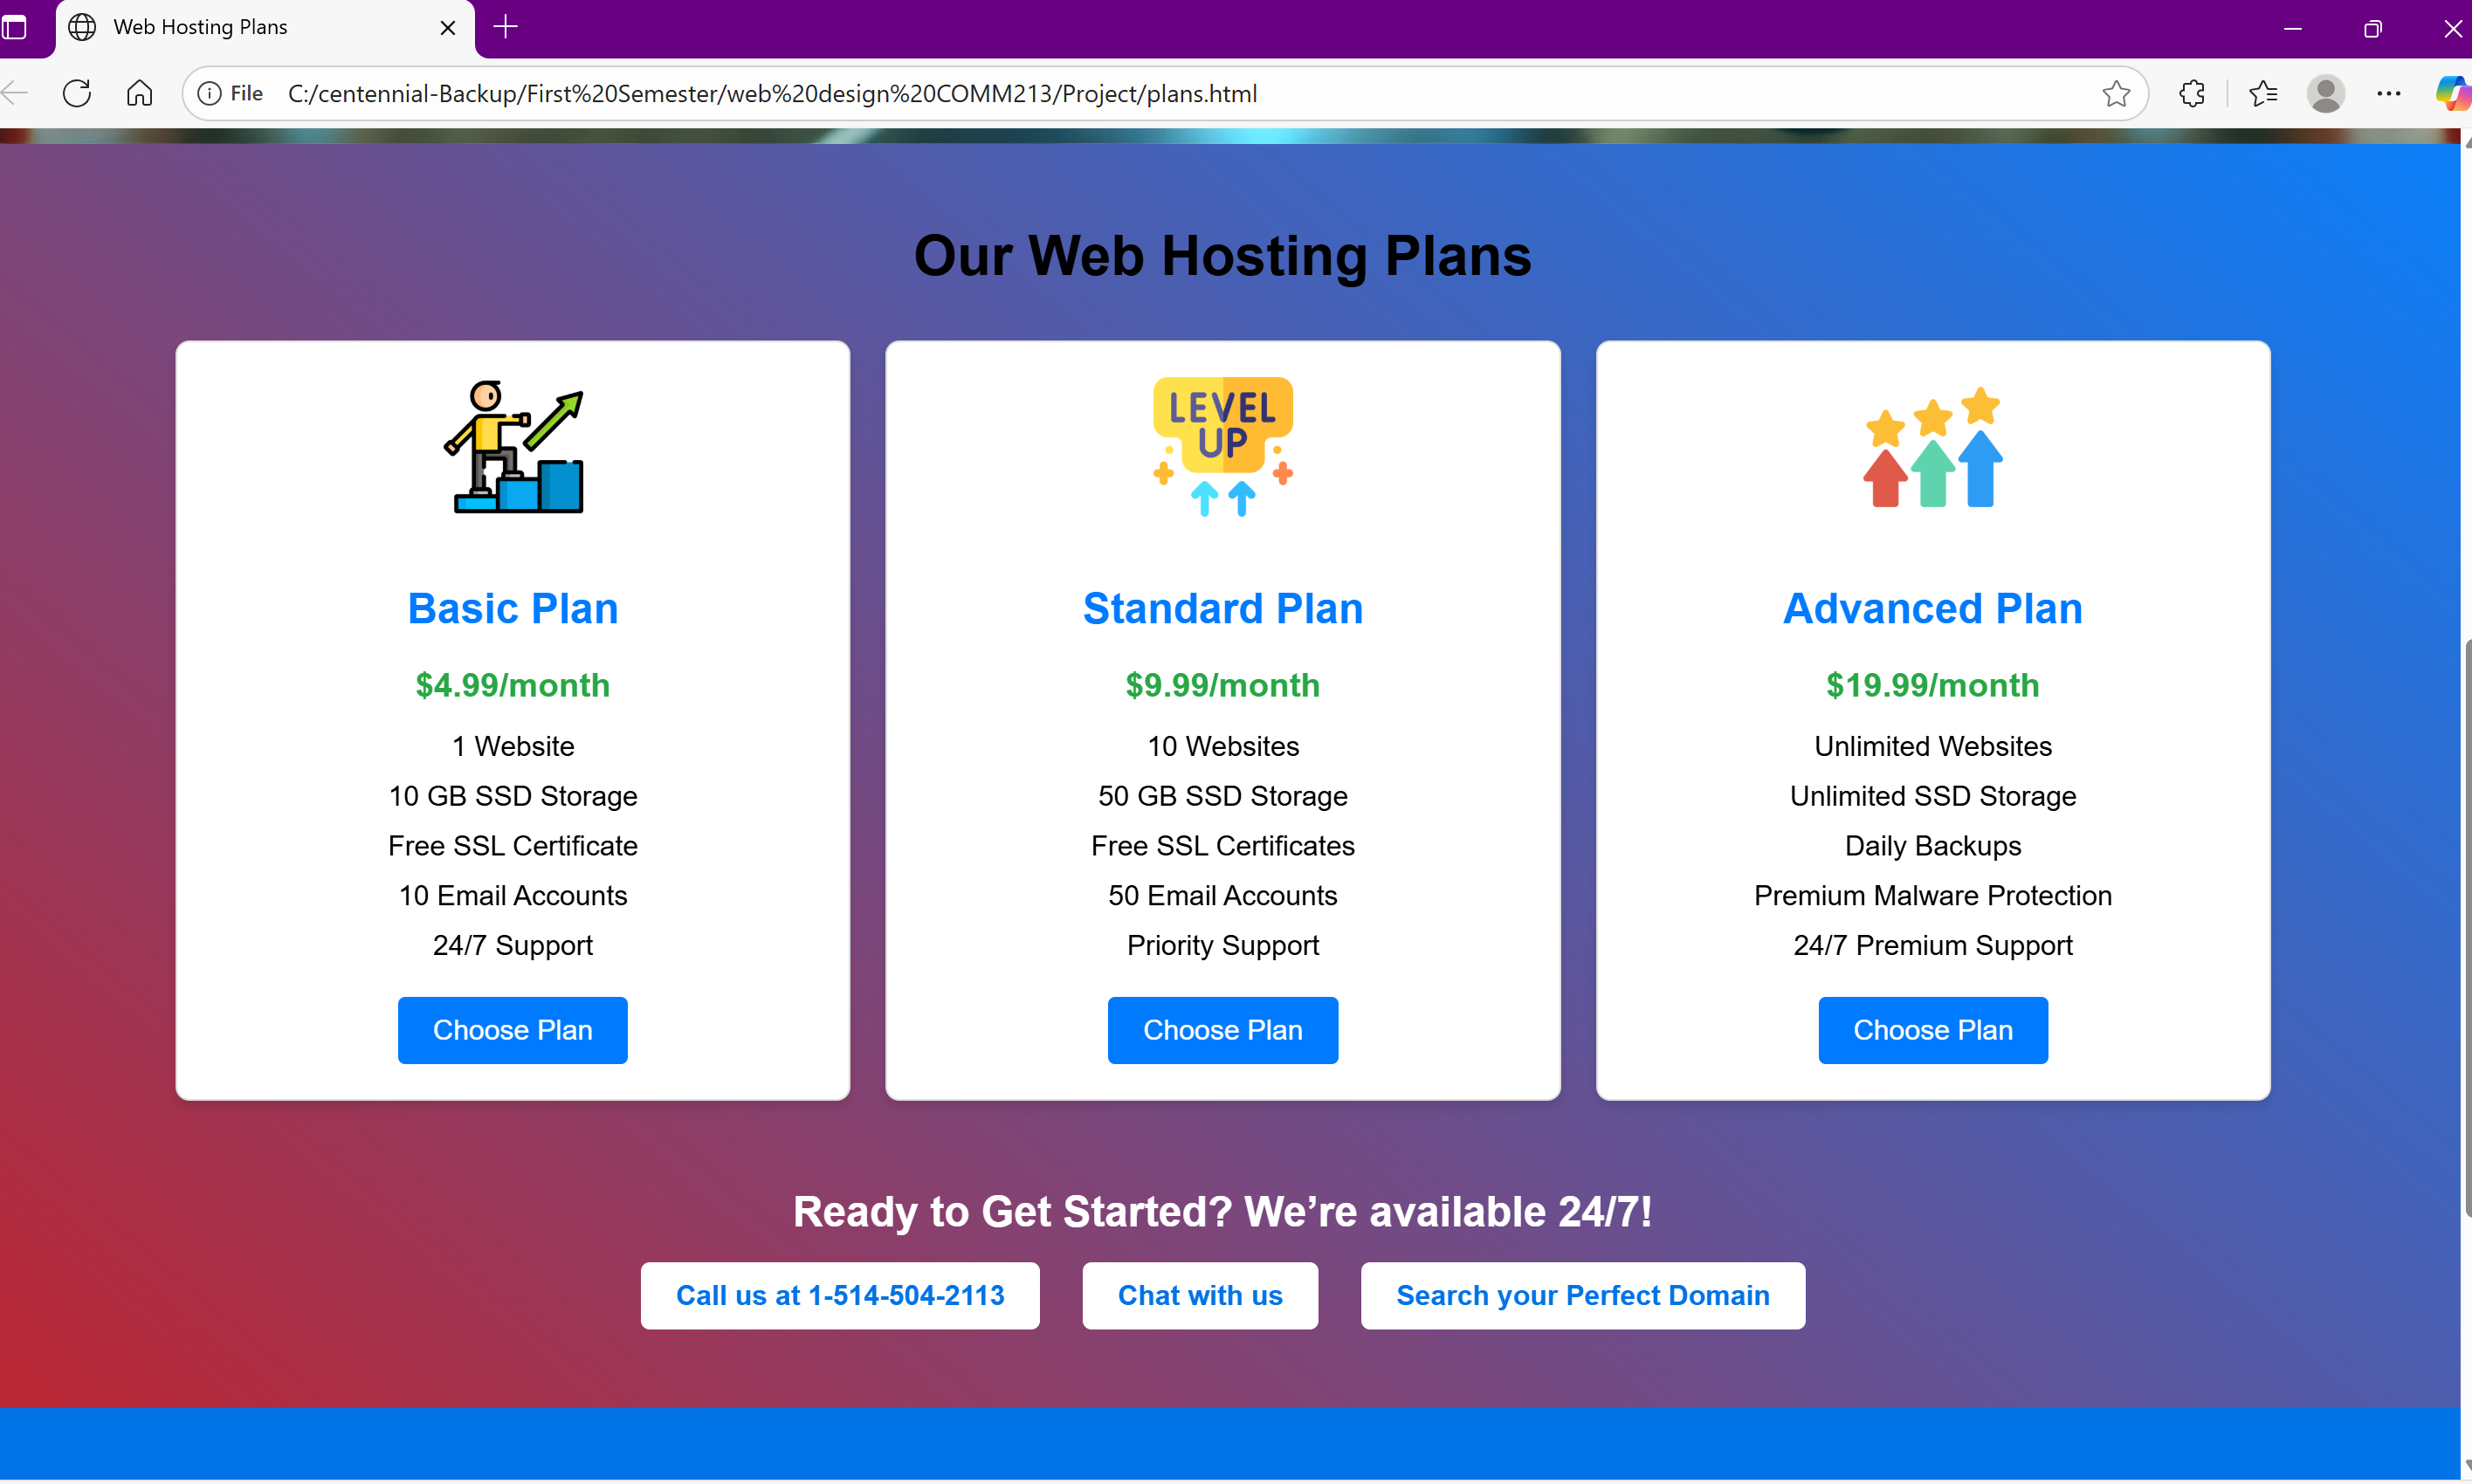 Web Hosting Plans
File C:/centennial-Backup/First%20Semester/web%20design%20COMM213/Project/plans.html
Our Web Hosting Plans
LEVEL
UP
Basic Plan
$4.99/month
1 Website
10 GB SSD Storage
Free SSL Certificate
10 Email Accounts
24/7 Support
Choose Plan
Standard Plan
$9.99/month
10 Websites
50 GB SSD Storage
Free SSL Certificates
50 Email Accounts
Priority Support
Choose Plan
Advanced Plan
$19.99/month
Unlimited Websites
Unlimited SSD Storage
Daily Backups
Premium Malware Protection
24/7 Premium Support
Choose Plan
Ready to Get Started? We’re available 24/7!
Call us at 1-514-504-2113
Chat with us
Search your Perfect Domain